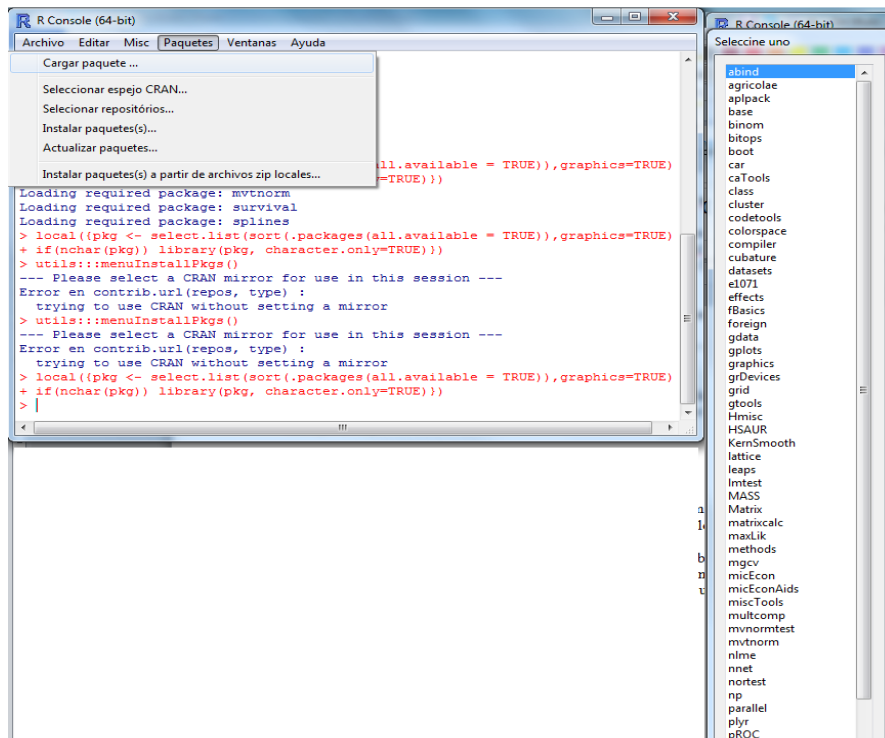 R Console (64-bit)
Archivo Editar Misc Paquetes Ventanas Ayuda
Cargar paquete ...
Seleccionar espejo CRAN...
Selecionar repositórios...
Instalar paquetes(s)...
Actualizar paquetes...
Instalar paquetes(s) a partir de archivos zip locales...
all.available = TRUE)),graphics=TRUE)
=TRUE)})
Loading required package: mvtnorm
Loading required package: survival
Loading required package: splines
> local({pkg <- select.list(sort(.packages(all.available = TRUE)),graphics=TRUE)
+ if(nchar(pkg)) library(pkg, character.only=TRUE)})
> utils:::menuInstallPkgs()
--- Please select a CRAN mirror for use in this session ---
Error en contrib.url(repos, type) :
trying to use CRAN without setting a mirror
> utils:::menuInstallPkgs()
--- Please select a CRAN mirror for use in this session ---
Error en contrib.url(repos, type) :
trying to use CRAN without setting a mirror
> local({pkg <- select.list(sort(.packages(all.available = TRUE)),graphics=TRUE)
+ if(nchar(pkg)) library(pkg, character.only=TRUE)})
>
R Console (64-bit)
Seleccine uno
abind
agricolae
aplpack
base
binom
bitops
boot
car
caTools
class
cluster
codetools
colorspace
compiler
cubature
datasets
e1071
effects
fBasics
foreign
gdata
gplots
graphics
grDevices
grid
gtools
Hmisc
HSAUR
KernSmooth
lattice
leaps
lmtest
MASS
Matrix
matrixcalc
maxLik
methods
mgcv
micEcon
micEconAids
miscTools
multcomp
mvnormtest
mvtnorm
nlme
nnet
nortest
np
parallel
plyr
pROC